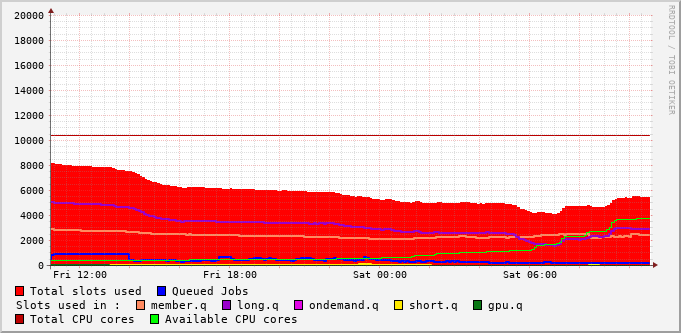 20000
18000
16000
14000
12000
10000
8000
6000
4000
2000
0
Fri 12:00 Fri 18:00 Sat 00:00 Sat 06:00
RRDTOOL / TOBI OETIKER
Total slots used Queued Jobs
Slots used in : member.q long.q ondemand.q short.q gpu.q
Total CPU cores Available CPU cores